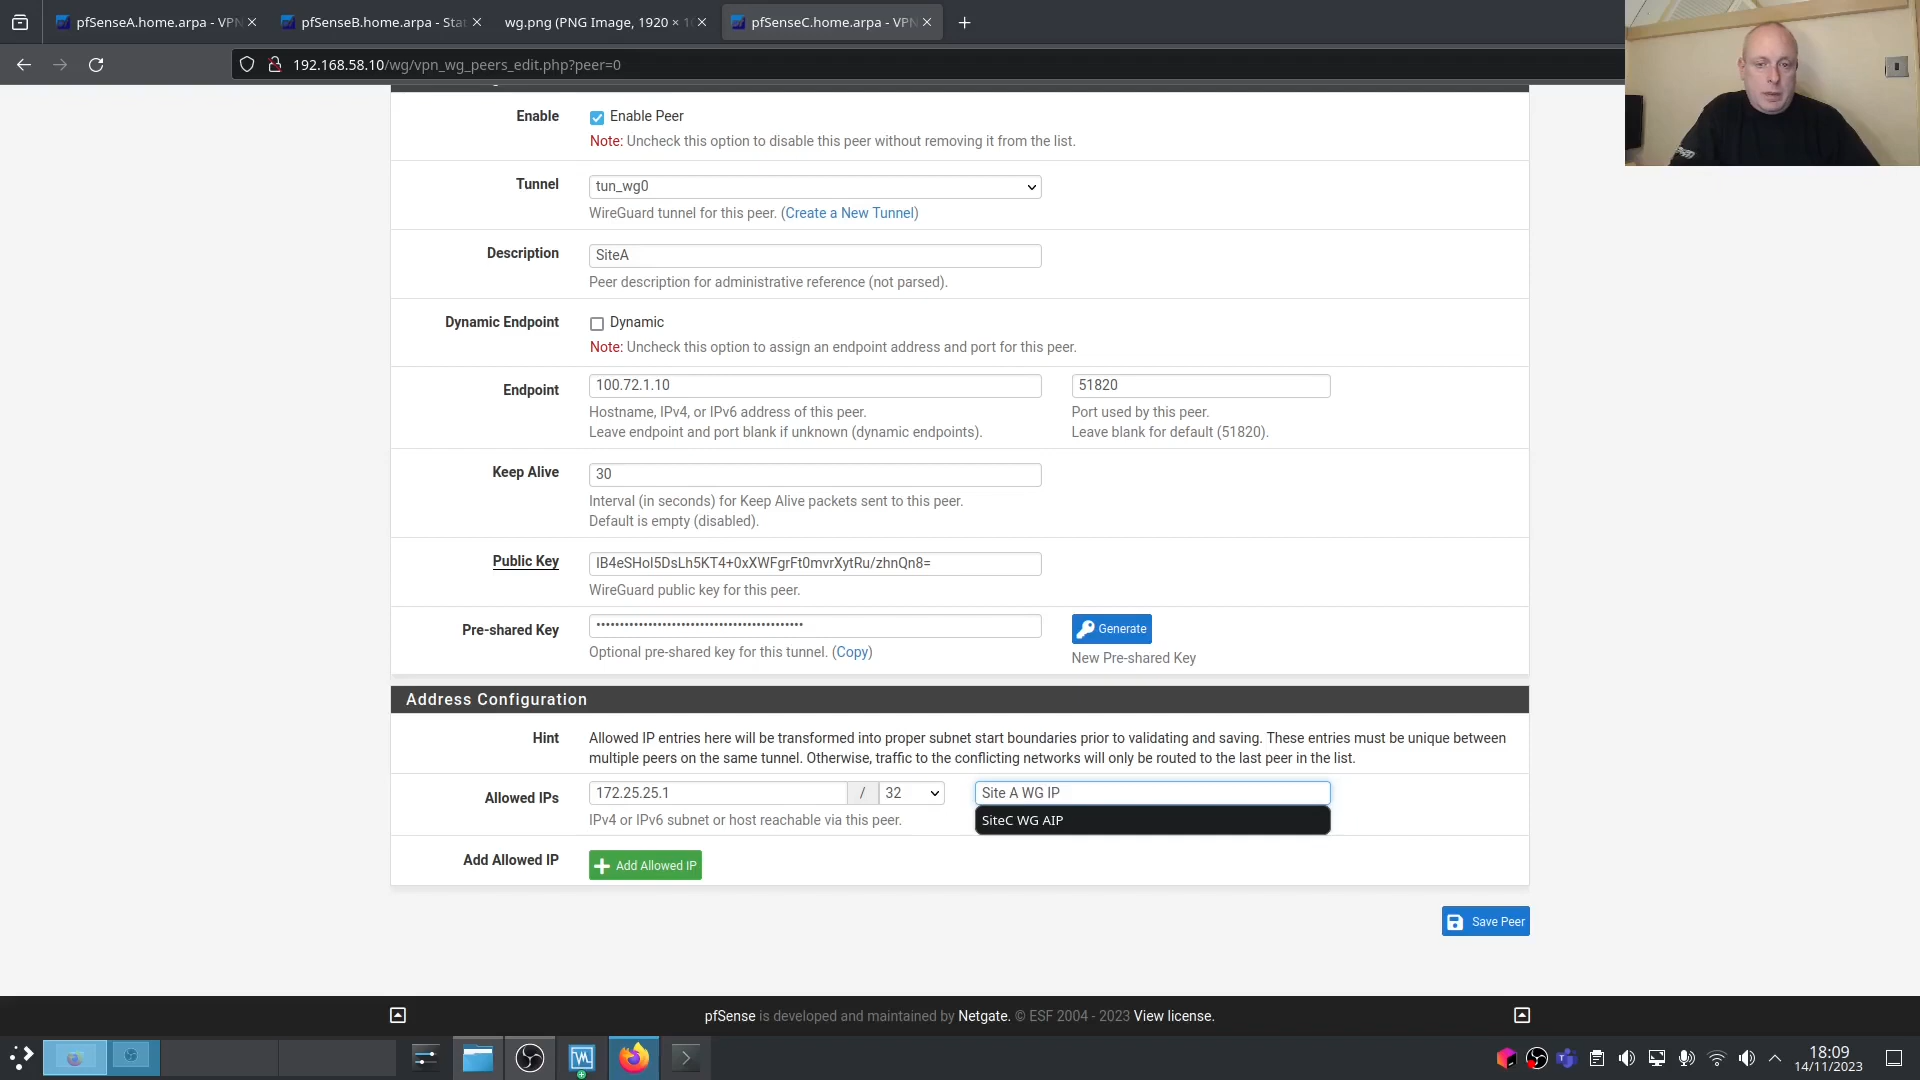 pfSenseA.home.arpa - VPN
pfSenseB.home.arpa - Stat
wg.png (PNG Image, 1920 × 10
pfSenseC.home.arpa - VPN
192.168.58.10/wg/vpn_wg_peers_edit.php?peer=0
Enable
Enable Peer
Note: Uncheck this option to disable this peer without removing it from the list.
Tunnel
tun_wg0
WireGuard tunnel for this peer. (Create a New Tunnel)
Description
SiteA
Peer description for administrative reference (not parsed).
Dynamic Endpoint
Dynamic
Note: Uncheck this option to assign an endpoint address and port for this peer.
Endpoint
100.72.1.10
51820
Hostname, IPv4, or IPv6 address of this peer.
Port used by this peer.
Leave endpoint and port blank if unknown (dynamic endpoints).
Leave blank for default (51820).
Keep Alive
30
Interval (in seconds) for Keep Alive packets sent to this peer.
Default is empty (disabled).
Public Key
IB4eSHol5DsLh5KT4+0xXWFgrFt0mvrXytRu/zhnQn8=
WireGuard public key for this peer.
Pre-shared Key
Generate
Optional pre-shared key for this tunnel. (Copy)
New Pre-shared Key
Address Configuration
Hint
Allowed IP entries here will be transformed into proper subnet start boundaries prior to validating and saving. These entries must be unique between
multiple peers on the same tunnel. Otherwise, traffic to the conflicting networks will only be routed to the last peer in the list.
Allowed IPs
172.25.25.1 / 32
Site A WG IP
IPv4 or IPv6 subnet or host reachable via this peer.
SiteC WG AIP
Add Allowed IP
Add Allowed IP
Save Peer
pfSense is developed and maintained by Netgate. © ESF 2004 - 2023 View license.
18:09
14/11/2023